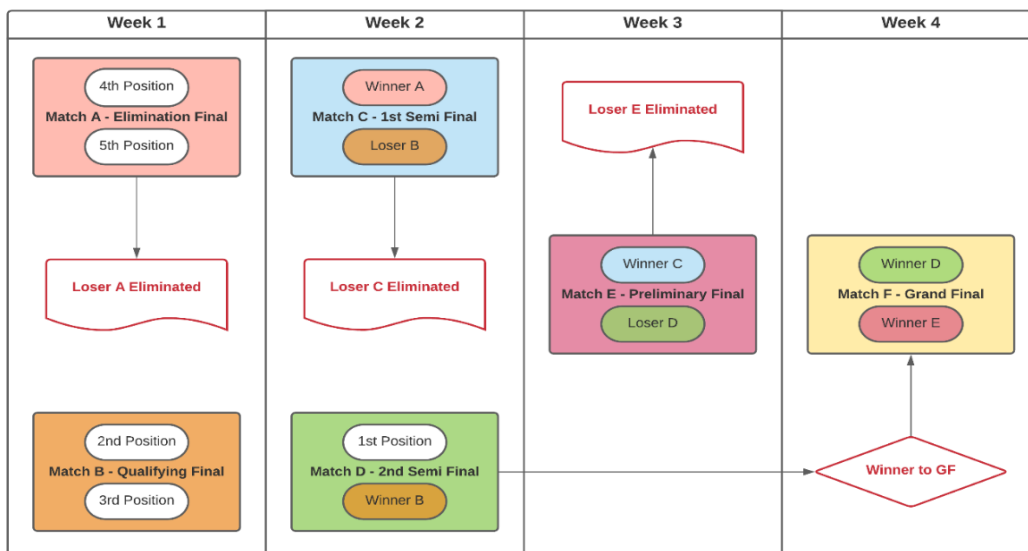 Week 1
Week 2
Week 3
Week 4
4th Position
Match A - Elimination Final
5th Position
Loser A Eliminated
2nd Position
Match B - Qualifying Final
3rd Position
Winner A
Match C - 1st Semi Final
Loser B
Loser C Eliminated
1st Position
Match D - 2nd Semi Final
Winner B
Loser E Eliminated
Winner C
Match E - Preliminary Final
Loser D
Winner D
Match F - Grand Final
Winner E
Winner to GF